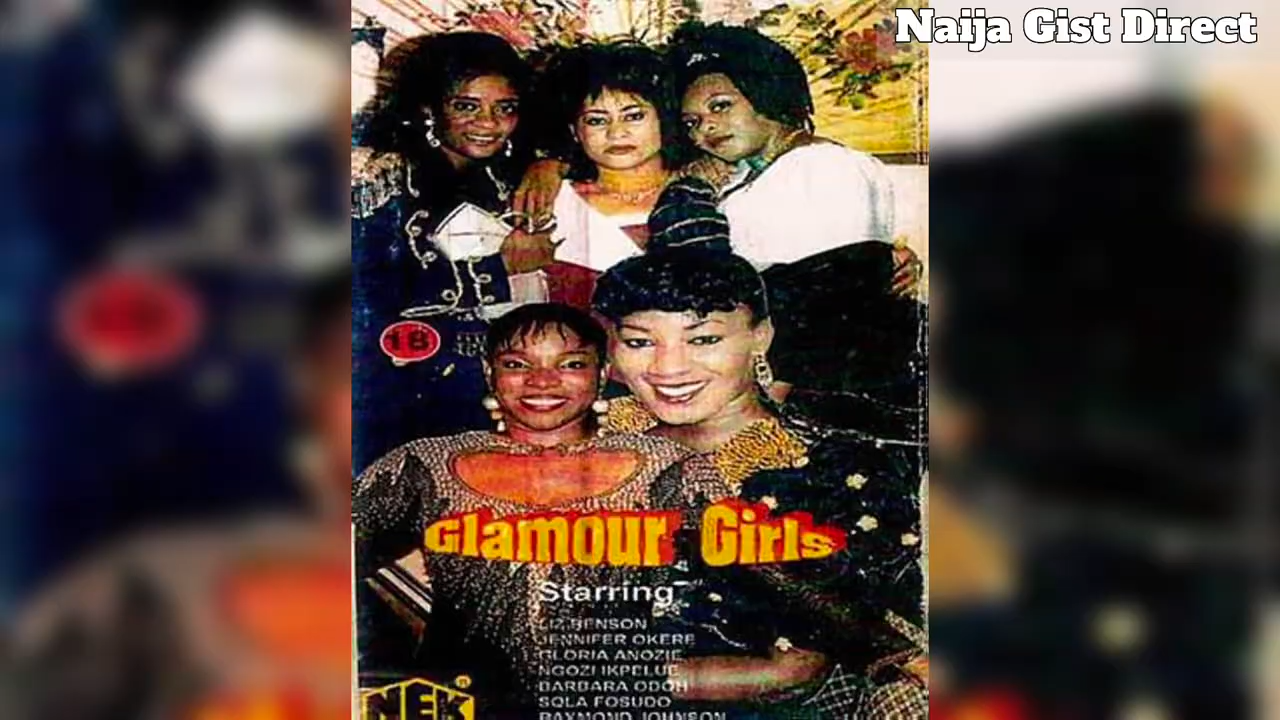 Naija Gist Direct
18
Glamour Girls
Starring
LIZ BENSON
JENNIFER OKERE
GLORIA ANOZIE
NGOZI IKPELUE
BARBARA ODOH
SOLA FOSUDO
RAYMOND JOHNSON
NEK